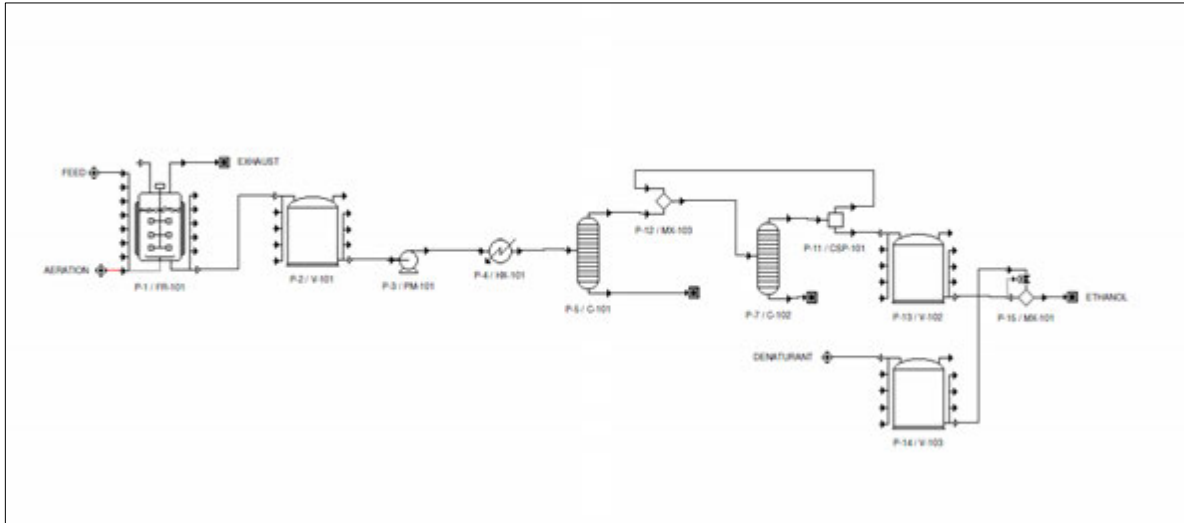 EXHAUST
FEED
AERATION
P-1 / FR-101
P-2 / V-101
P-3 / PM-101
P-4 / HX-101
P-5 / C-101
P-12 / MX-103
P-7 / C-102
P-11 / CSP-101
P-13 / V-102
P-15 / MX-101
ETHANOL
DENATURANT
P-14 / V-103